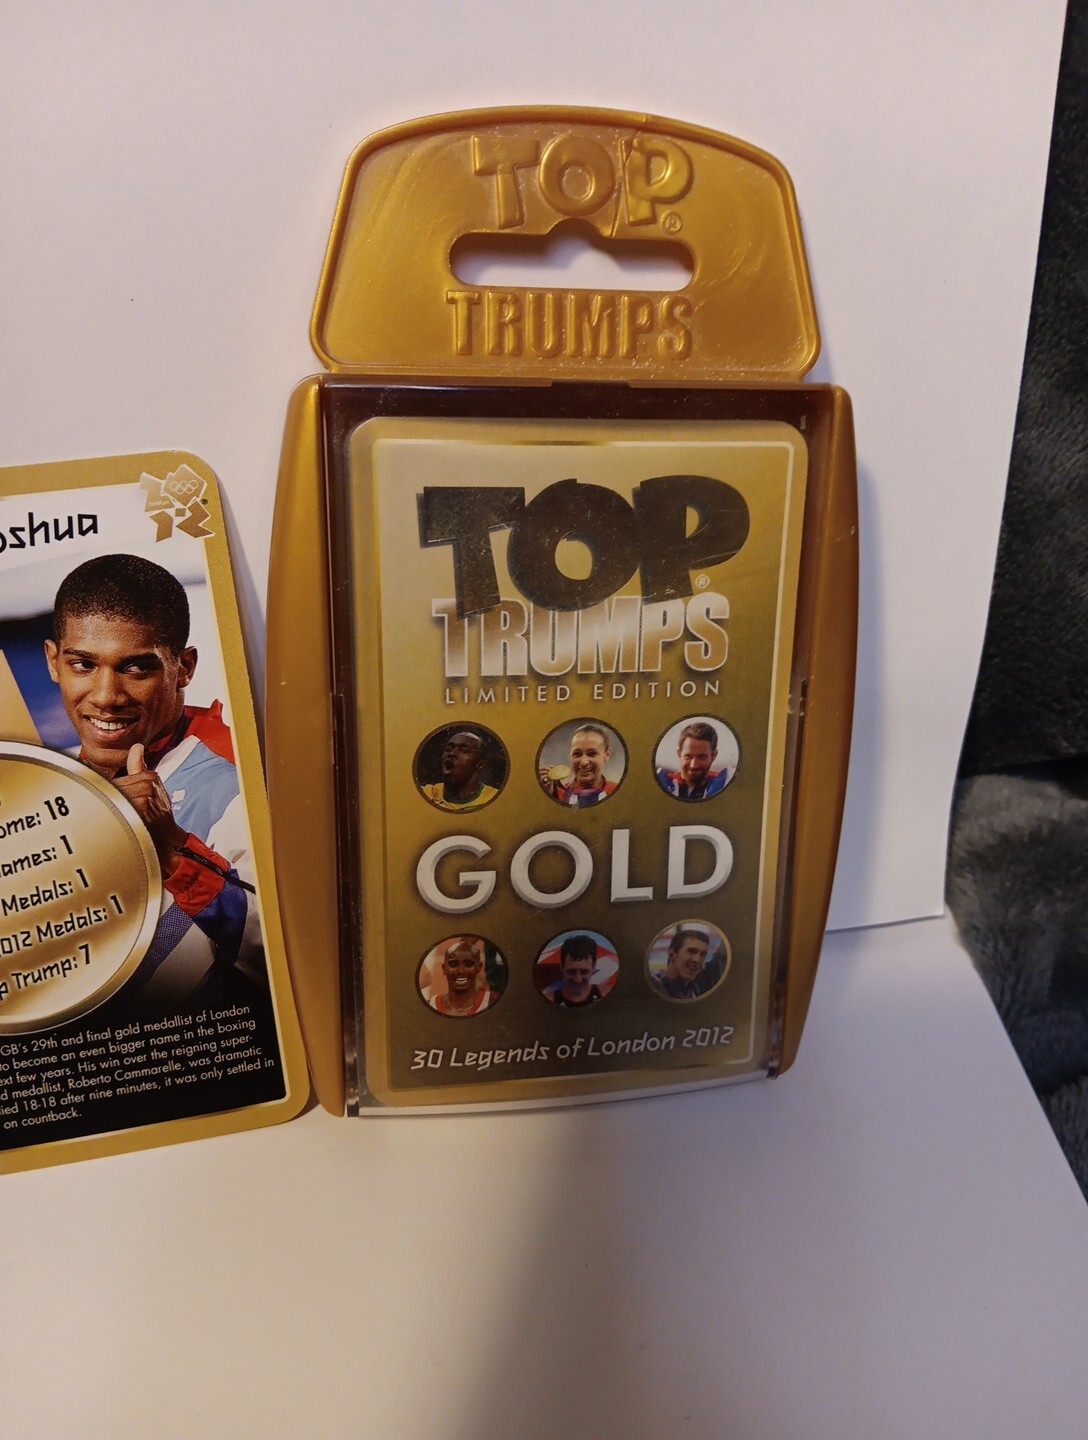 TOP
TRUMPS
TOP
TRUMPS
LIMITED EDITION
GOLD
30 Legends of London 2012
oshua
ome: 18
ames: 1
Medals: 1
012 Medals: 1
p Trump: 7
GB's 29th and final gold medallist of London
to become an even bigger name in the boxing
ext few years. His win over the reigning super-
d medallist, Roberto Cammarelle, was dramatic
ied 18-18 after nine minutes, it was only settled in
on countback.